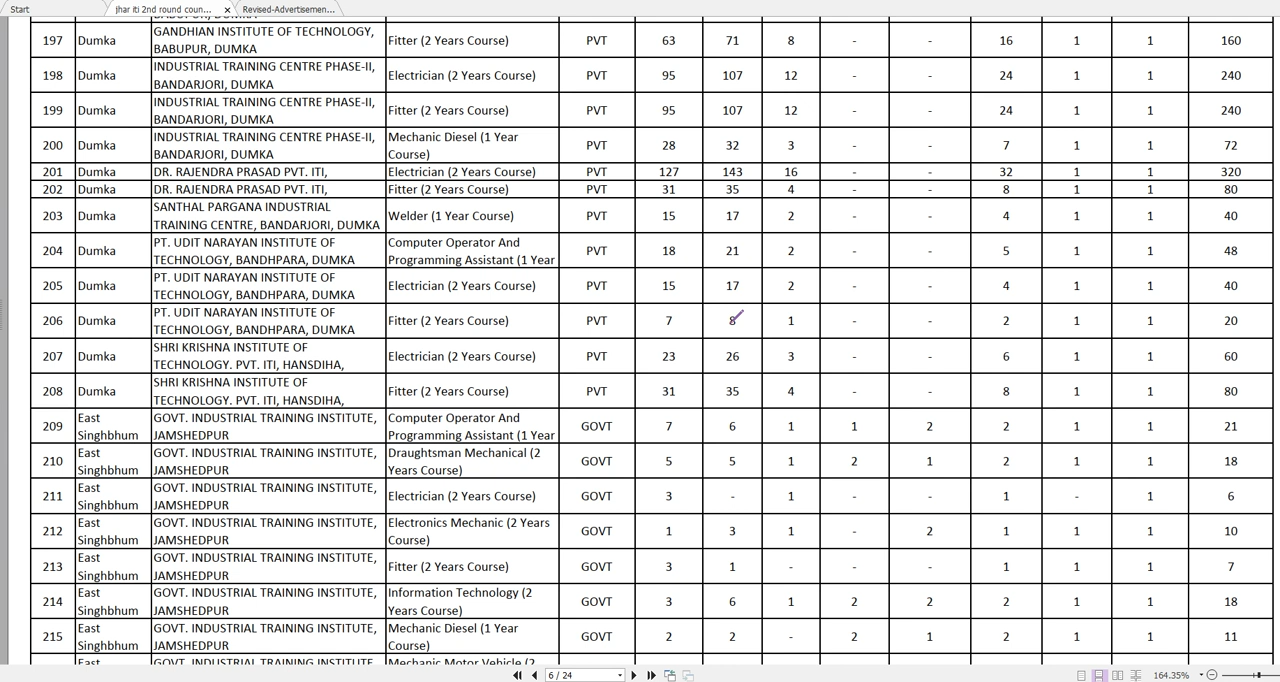 Start
jhar iti 2nd round coun...
Revised-Advertisemen...
197 Dumka GANDHIAN INSTITUTE OF TECHNOLOGY, Fitter (2 Years Course) PVT 63 71 8 - - 16 1 1 160
BABUPUR, DUMKA
198 Dumka INDUSTRIAL TRAINING CENTRE PHASE-II, Electrician (2 Years Course) PVT 95 107 12 - - 24 1 1 240
BANDARJORI, DUMKA
199 Dumka INDUSTRIAL TRAINING CENTRE PHASE-II, Fitter (2 Years Course) PVT 95 107 12 - - 24 1 1 240
BANDARJORI, DUMKA
200 Dumka INDUSTRIAL TRAINING CENTRE PHASE-II, Mechanic Diesel (1 Year PVT 28 32 3 - - 7 1 1 72
BANDARJORI, DUMKA Course)
201 Dumka DR. RAJENDRA PRASAD PVT. ITI, Electrician (2 Years Course) PVT 127 143 16 - - 32 1 1 320
202 Dumka DR. RAJENDRA PRASAD PVT. ITI, Fitter (2 Years Course) PVT 31 35 4 - - 8 1 1 80
203 Dumka SANTHAL PARGANA INDUSTRIAL Welder (1 Year Course) PVT 15 17 2 - - 4 1 1 40
TRAINING CENTRE, BANDARJORI, DUMKA
204 Dumka PT. UDIT NARAYAN INSTITUTE OF Computer Operator And PVT 18 21 2 - - 5 1 1 48
TECHNOLOGY, BANDHPARA, DUMKA Programming Assistant (1 Year
205 Dumka PT. UDIT NARAYAN INSTITUTE OF Electrician (2 Years Course) PVT 15 17 2 - - 4 1 1 40
TECHNOLOGY, BANDHPARA, DUMKA
206 Dumka PT. UDIT NARAYAN INSTITUTE OF Fitter (2 Years Course) PVT 7 8 1 - - 2 1 1 20
TECHNOLOGY, BANDHPARA, DUMKA
207 Dumka SHRI KRISHNA INSTITUTE OF Electrician (2 Years Course) PVT 23 26 3 - - 6 1 1 60
TECHNOLOGY. PVT. ITI, HANSDIHA,
208 Dumka SHRI KRISHNA INSTITUTE OF Fitter (2 Years Course) PVT 31 35 4 - - 8 1 1 80
TECHNOLOGY. PVT. ITI, HANSDIHA,
209 East GOVT. INDUSTRIAL TRAINING INSTITUTE, Computer Operator And GOVT 7 6 1 1 2 2 1 1 21
Singhbhum JAMSHEDPUR Programming Assistant (1 Year
210 East GOVT. INDUSTRIAL TRAINING INSTITUTE, Draughtsman Mechanical (2 GOVT 5 5 1 2 1 2 1 1 18
Singhbhum JAMSHEDPUR Years Course)
211 East GOVT. INDUSTRIAL TRAINING INSTITUTE, Electrician (2 Years Course) GOVT 3 - 1 - - 1 - 1 6
Singhbhum JAMSHEDPUR
212 East GOVT. INDUSTRIAL TRAINING INSTITUTE, Electronics Mechanic (2 Years GOVT 1 3 1 - 2 1 1 1 10
Singhbhum JAMSHEDPUR Course)
213 East GOVT. INDUSTRIAL TRAINING INSTITUTE, Fitter (2 Years Course) GOVT 3 1 - - - 1 1 1 7
Singhbhum JAMSHEDPUR
214 East GOVT. INDUSTRIAL TRAINING INSTITUTE, Information Technology (2 GOVT 3 6 1 2 2 2 1 1 18
Singhbhum JAMSHEDPUR Years Course)
215 East GOVT. INDUSTRIAL TRAINING INSTITUTE, Mechanic Diesel (1 Year GOVT 2 2 - 2 1 2 1 1 11
Singhbhum JAMSHEDPUR Course)
East GOVT. INDUSTRIAL TRAINING INSTITUTE, Mechanic Motor Vehicle (2
6 / 24
164.35%